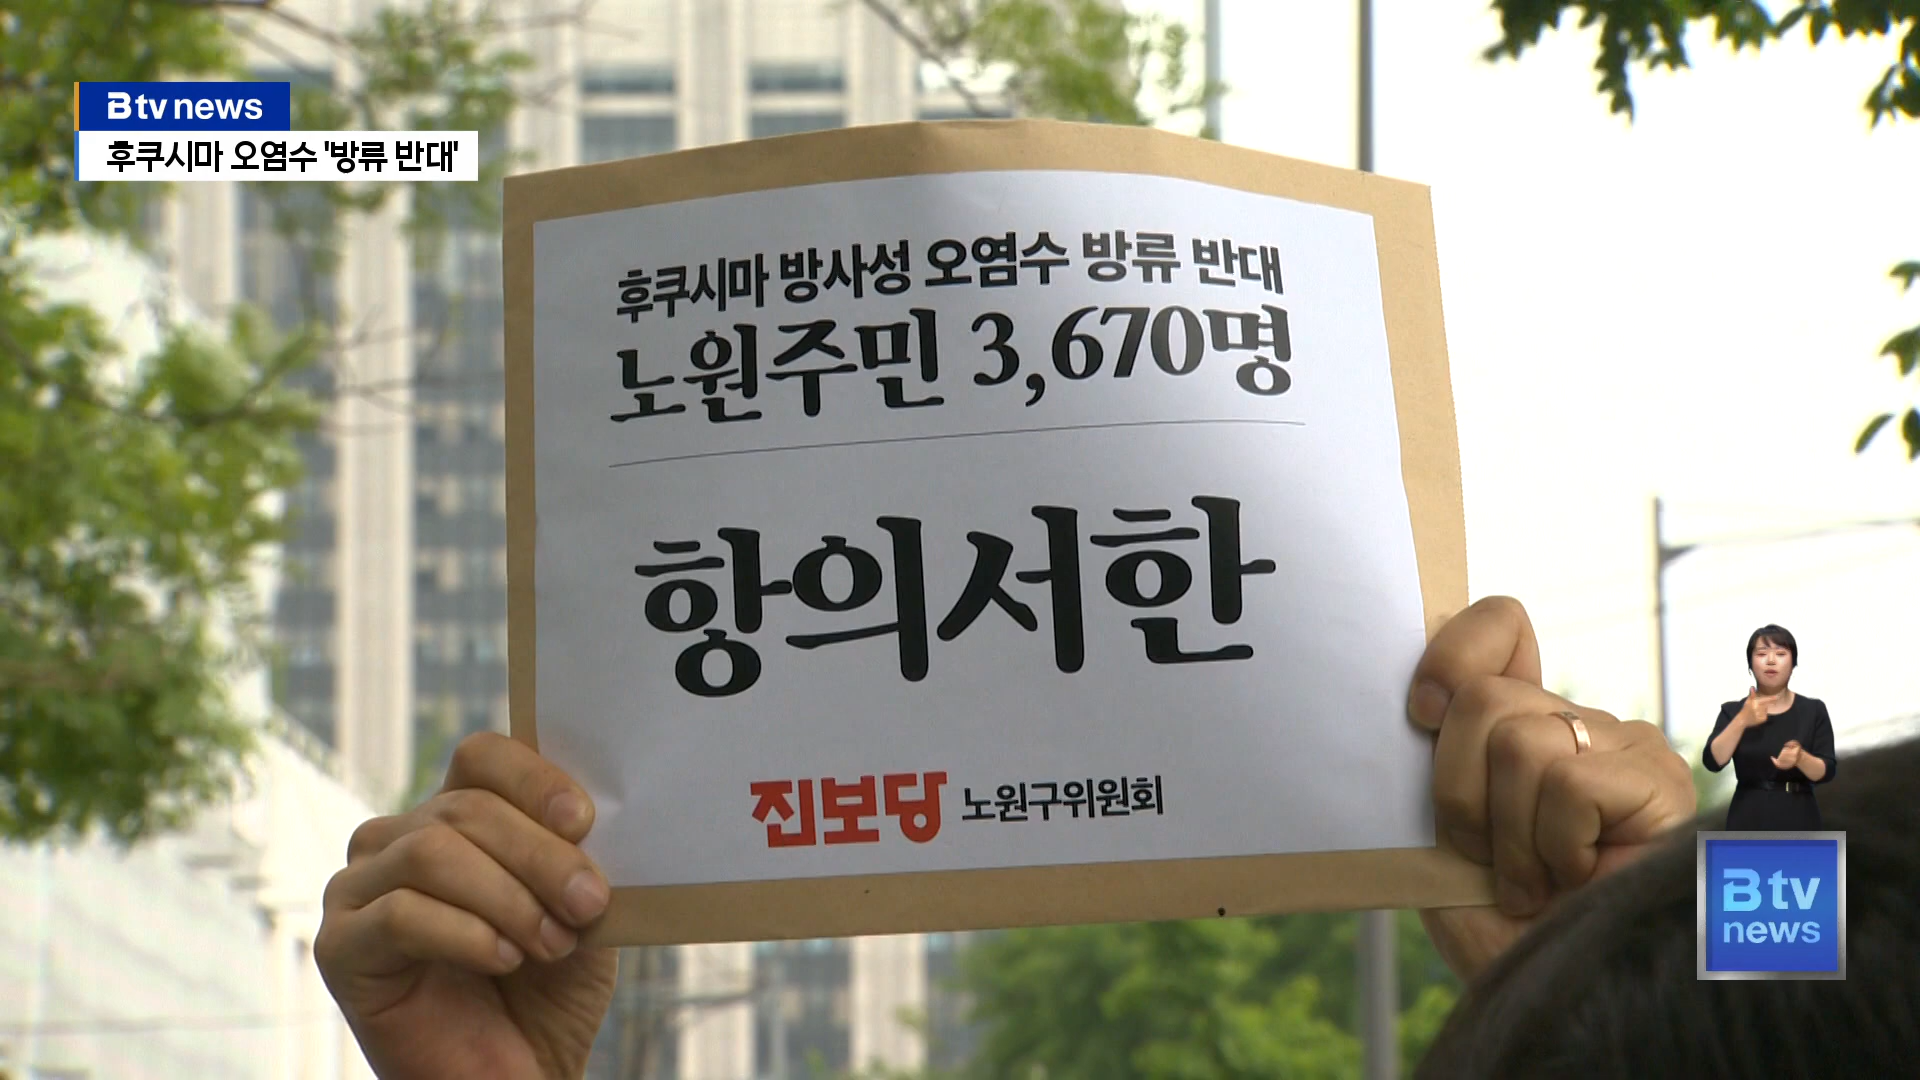 B tv news
후쿠시마 오염수 '방류 반대'
후쿠시마 방사성 오염수 방류 반대
노원주민 3,670명
항의서한
진보당 노원구위원회
B tv
news